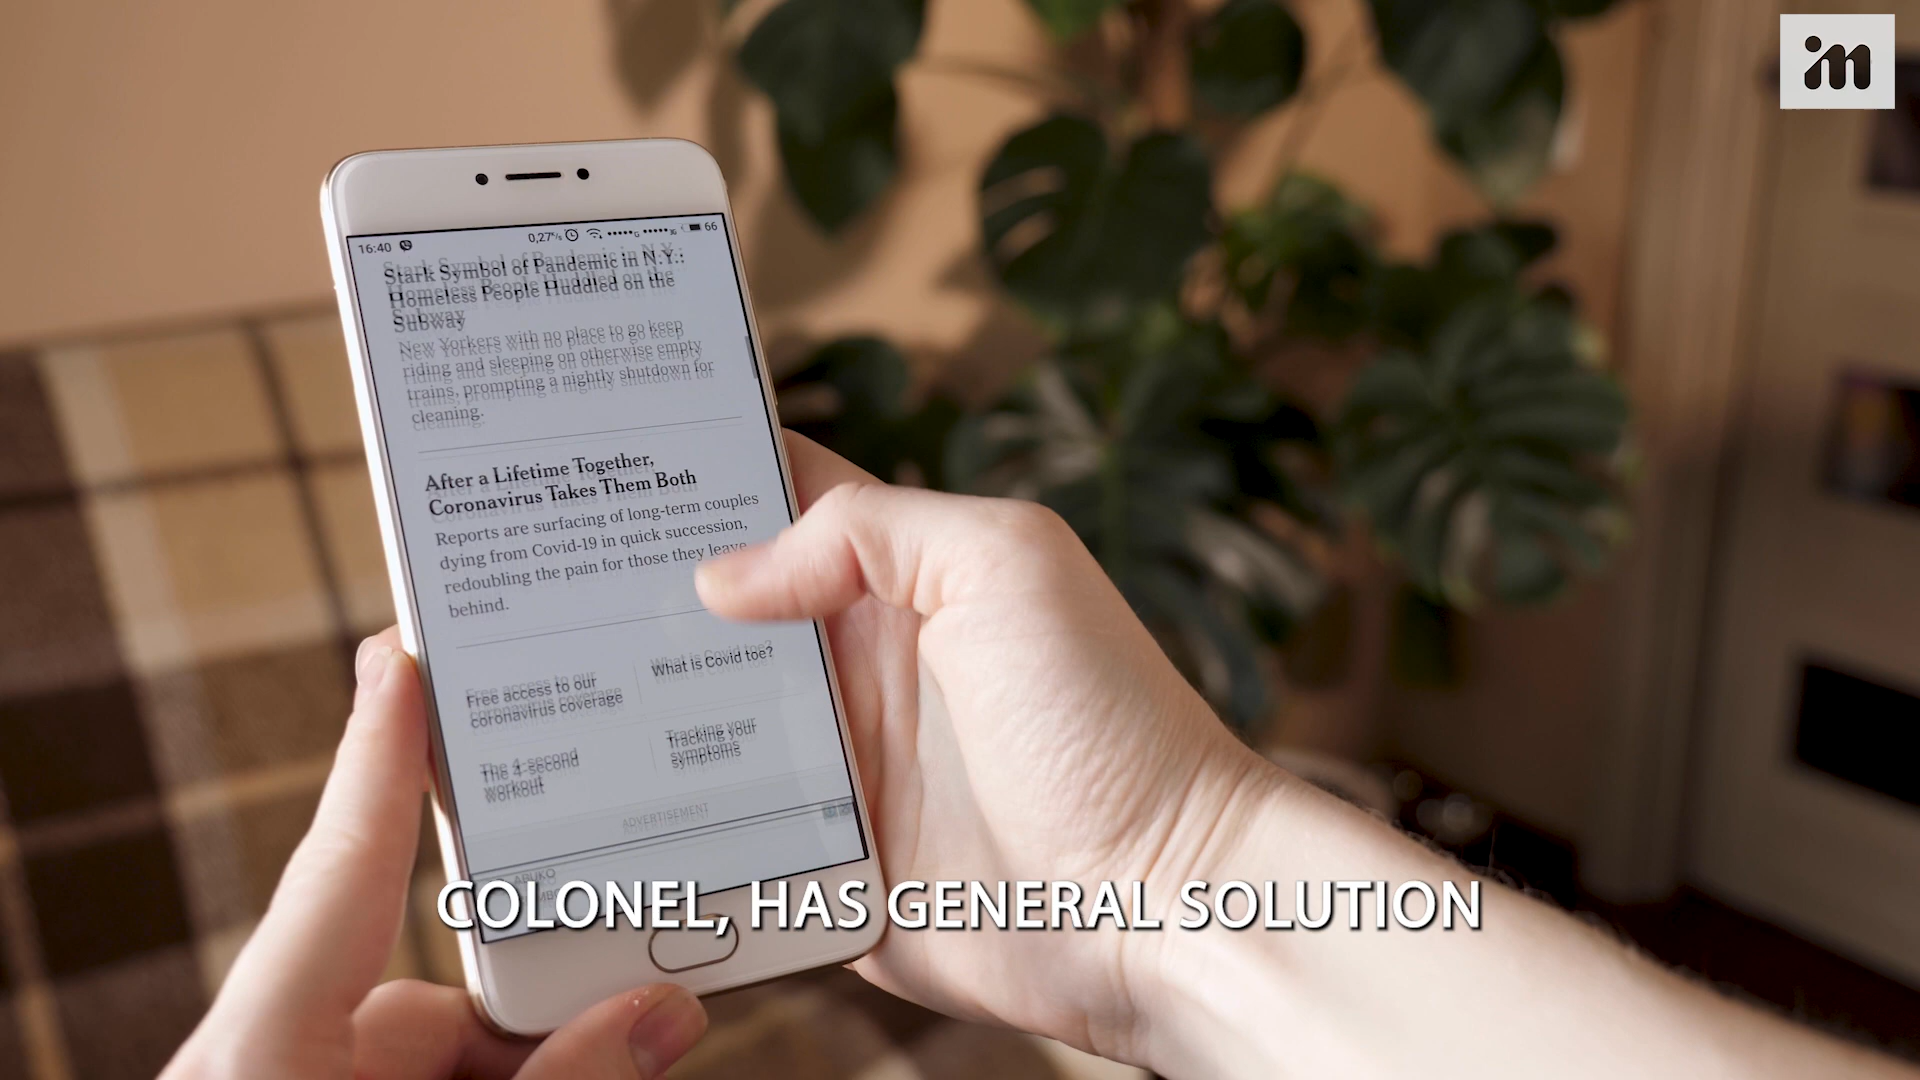 im
16:40
0,27
66
Stark Symbol of Pandemic in N.Y.:
Homeless People Huddled on the
Subway
New Yorkers with no place to go keep
riding and sleeping on otherwise empty
trains, prompting a nightly shutdown for
cleaning.
After a Lifetime Together,
Coronavirus Takes Them Both
Reports are surfacing of long-term couples
dying from Covid-19 in quick succession,
redoubling the pain for those they leave
behind.
Free access to our
coronavirus coverage
What is Covid toe?
The 4-second
workout
Tracking your
symptoms
ADVERTISEMENT
COLONEL, HAS GENERAL SOLUTION